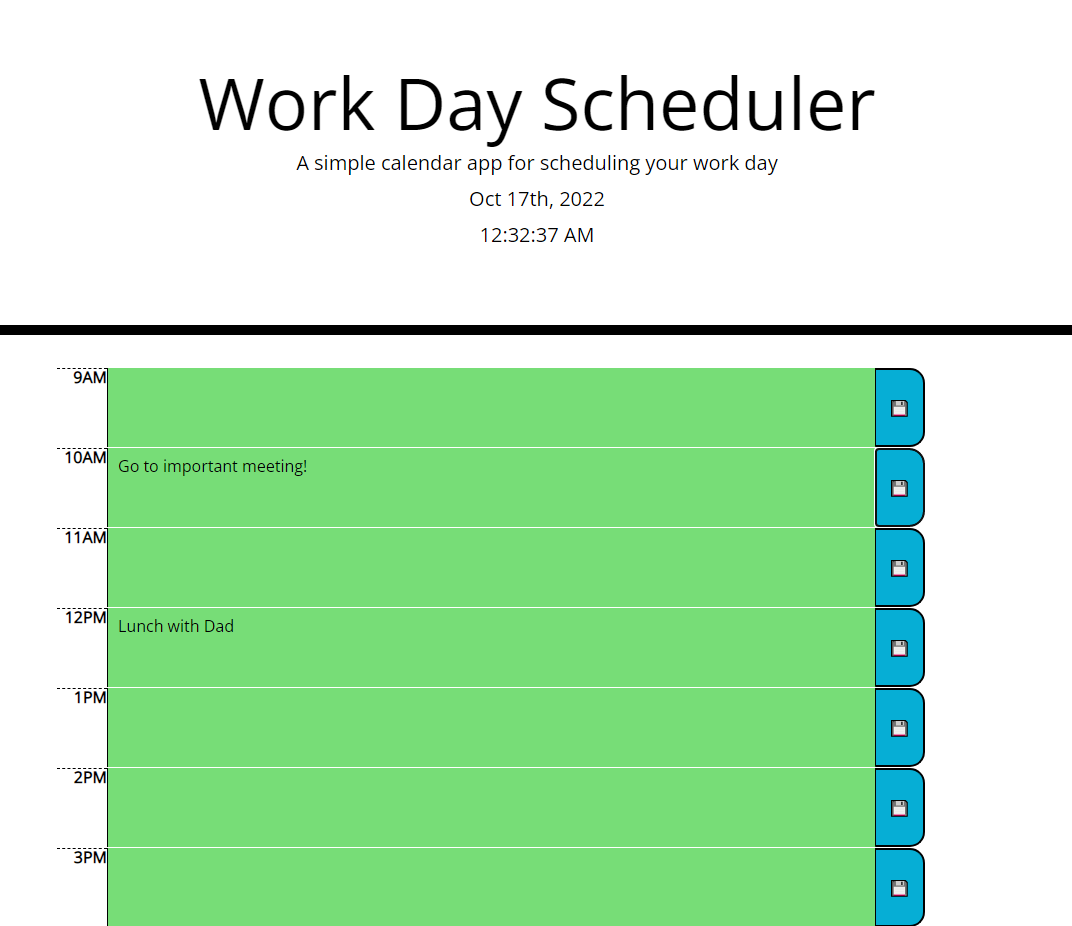 Work Day Scheduler
A simple calendar app for scheduling your work day
Oct 17th, 2022
12:32:37 AM
9AM
10AM Go to important meeting!
11AM
12PM Lunch with Dad
1PM
2PM
3PM